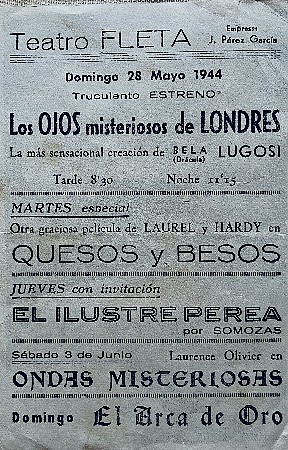 Teatro FLETA
Empresa
J. Pérez García
Domingo 28 Mayo 1944
Truculento ESTRENO
Los OJOS misteriosos de LONDRES
La más sensacional creación de BELA LUGOSI
(Drácula)
Tarde 8'30 Noche 11'15
MARTES especial
Otra graciosa película de LAUREL y HARDY en
QUESOS y BESOS
JUEVES con invitación
EL ILUSTRE PEREA
por SOMOZAS
Sábado 3 de Junio Laurence Olivier en
ONDAS MISTERIOSAS
Domingo El Arca de Oro